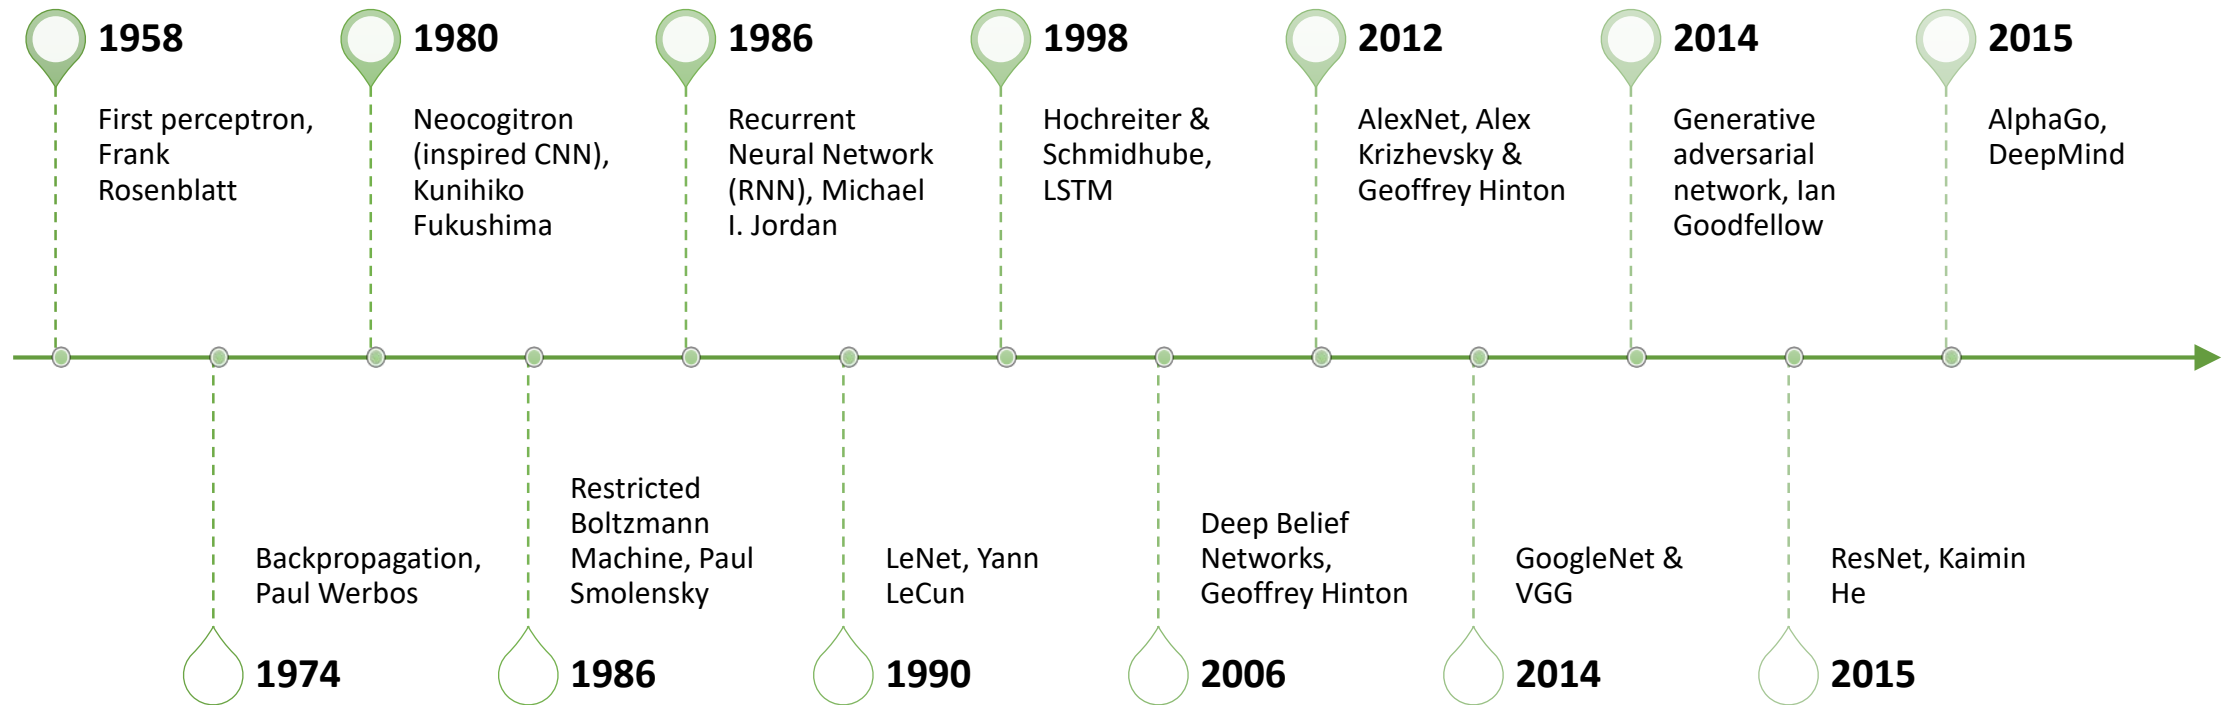 1958
First perceptron,
Frank
Rosenblatt
1974
Backpropagation,
Paul Werbos
1980
Neocogitron
(inspired CNN),
Kunihiko
Fukushima
1986
Restricted
Boltzmann
Machine, Paul
Smolensky
1986
Recurrent
Neural Network
(RNN), Michael
I. Jordan
1990
LeNet, Yann
LeCun
1998
Hochreiter &
Schmidhube,
LSTM
2006
Deep Belief
Networks,
Geoffrey Hinton
2012
AlexNet, Alex
Krizhevsky &
Geoffrey Hinton
2014
GoogleNet &
VGG
2014
Generative
adversarial
network, Ian
Goodfellow
2015
ResNet, Kaimin
He
2015
AlphaGo,
DeepMind